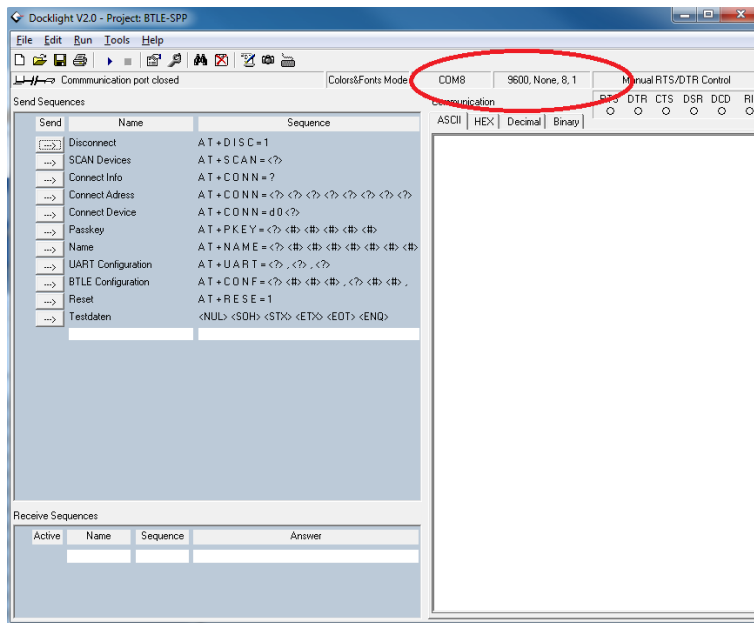 Docklight V2.0 - Project: BTLE-SPP
File Edit Run Tools Help
Commmunication port closed Colors&Fonts Mode COM8 9600, None, 8, 1 Manual RTS/DTR Control
Send Sequences
Send Name Sequence
---> Disconnect AT+DISC=1
---> SCAN Devices AT+SCAN=<?>
---> Connect Info AT+CONN=?
---> Connect Adress AT+CONN=<?> <?> <?> <?> <?> <?> <?> <?>
---> Connect Device AT+CONN=d0<?>
---> Passkey AT+PKEY=<?> <#> <#> <#> <#> <#>
---> Name AT+NAME=<?> <#> <#> <#> <#> <#> <#> <#>
---> UART Configuration AT+UART=<?>,<?>,<?>
---> BTLE Configuration AT+CONF=<?> <#> <#> <#>,<?> <#> <#>,
---> Reset AT+RESE=1
---> Testdaten <NUL> <SOH> <STX> <ETX> <EOT> <ENQ>
Communication
RTS DTR CTS DSR DCD RI
ASCII HEX Decimal Binary
Receive Sequences
Active Name Sequence Answer